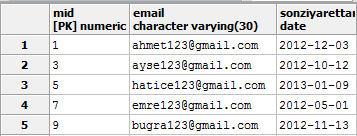 mid email sonziyarettar
[PK] numeric character varying(30) date
1 1 ahmet123@gmail.com 2012-12-03
2 3 ayse123@gmail.com 2012-10-12
3 5 hatice123@gmail.com 2013-01-09
4 7 emre123@gmail.com 2012-05-01
5 9 bugra123@gmail.com 2012-11-13